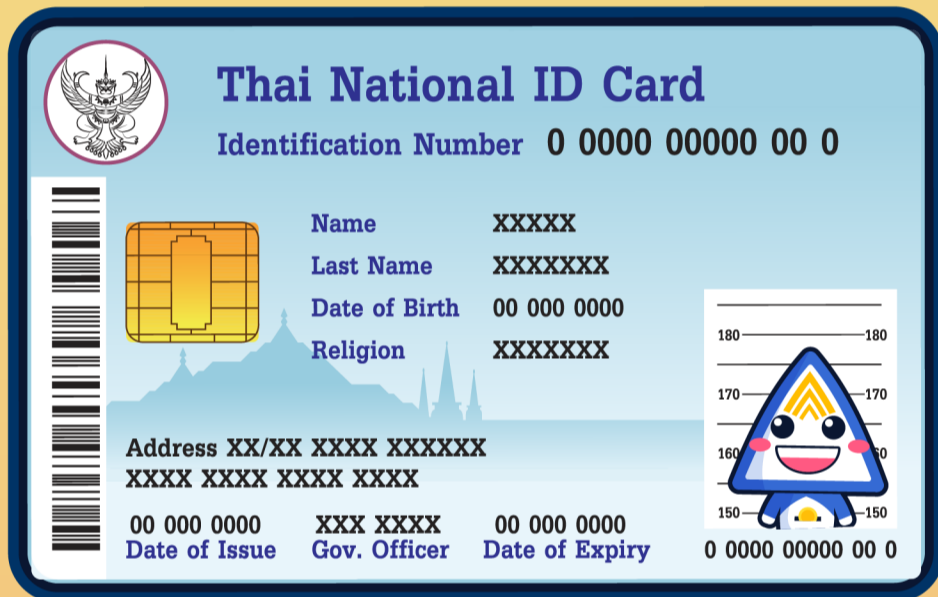 Thai National ID Card
Identification Number 0 0000 00000 00 0
Name XXXXX
Last Name XXXXXXX
Date of Birth 00 000 0000
Religion XXXXXXX
180 180
170 170
160 60
150 150
Address XX/XX XXXX XXXXXX
XXXX XXXX XXXX XXXX
00 000 0000 XXX XXXX 00 000 0000
Date of Issue Gov. Officer Date of Expiry
0 0000 00000 00 0